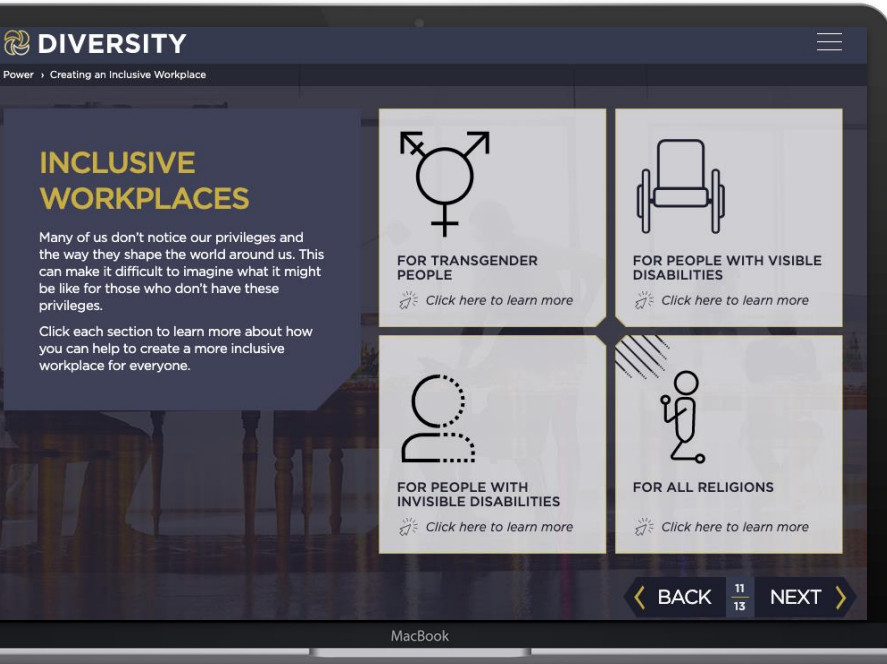 DIVERSITY
Power › Creating an Inclusive Workplace
INCLUSIVE
WORKPLACES
Many of us don't notice our privileges and
the way they shape the world around us. This
can make it difficult to imagine what it might
be like for those who don't have these
privileges.
Click each section to learn more about how
you can help to create a more inclusive
workplace for everyone.
FOR TRANSGENDER
PEOPLE
Click here to learn more
FOR PEOPLE WITH VISIBLE
DISABILITIES
Click here to learn more
FOR PEOPLE WITH
INVISIBLE DISABILITIES
Click here to learn more
FOR ALL RELIGIONS
Click here to learn more
BACK
11
13
NEXT
MacBook